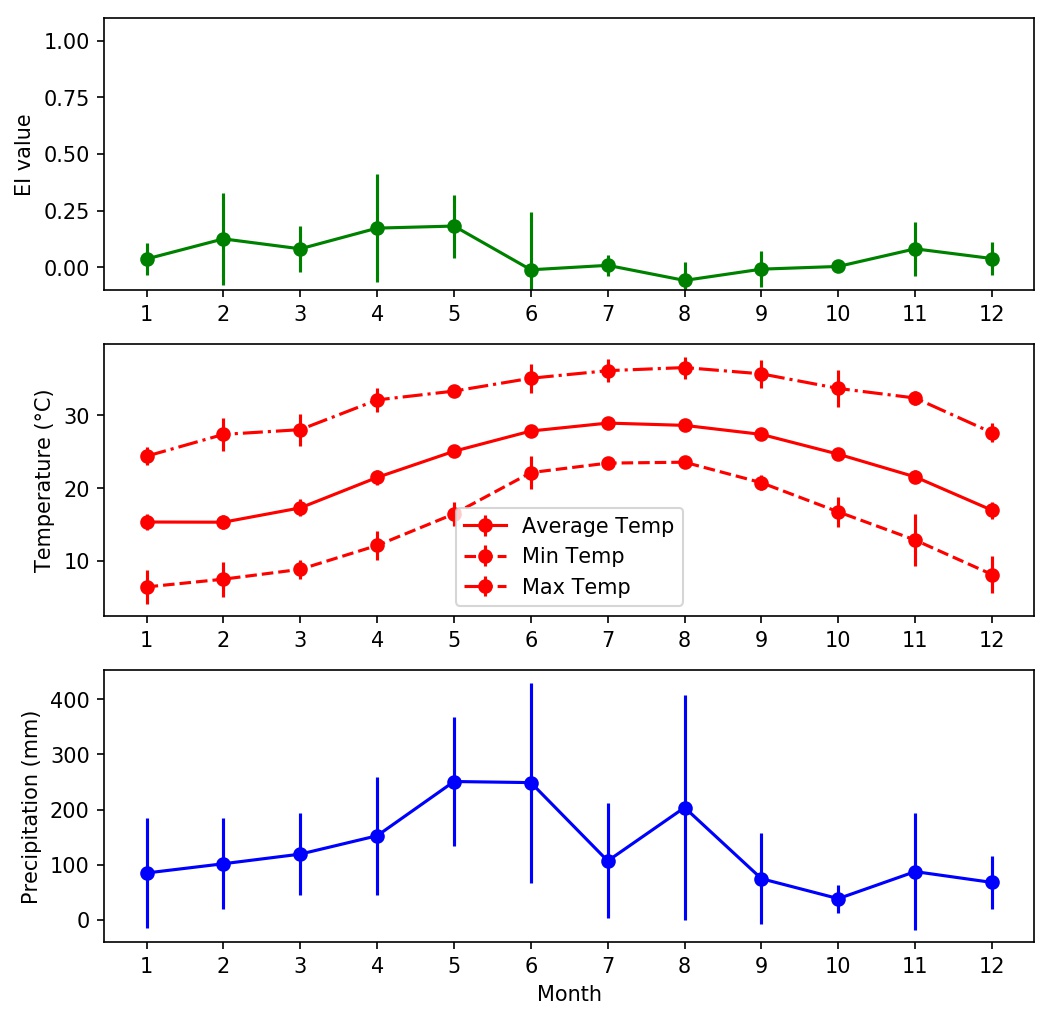 EI value
1.00
0.75
0.50
0.25
0.00
1 2 3 4 5 6 7 8 9 10 11 12
Temperature (°C)
30
20
10
Average Temp
Min Temp
Max Temp
1 2 3 4 5 6 7 8 9 10 11 12
Precipitation (mm)
400
300
200
100
0
1 2 3 4 5 6 7 8 9 10 11 12
Month